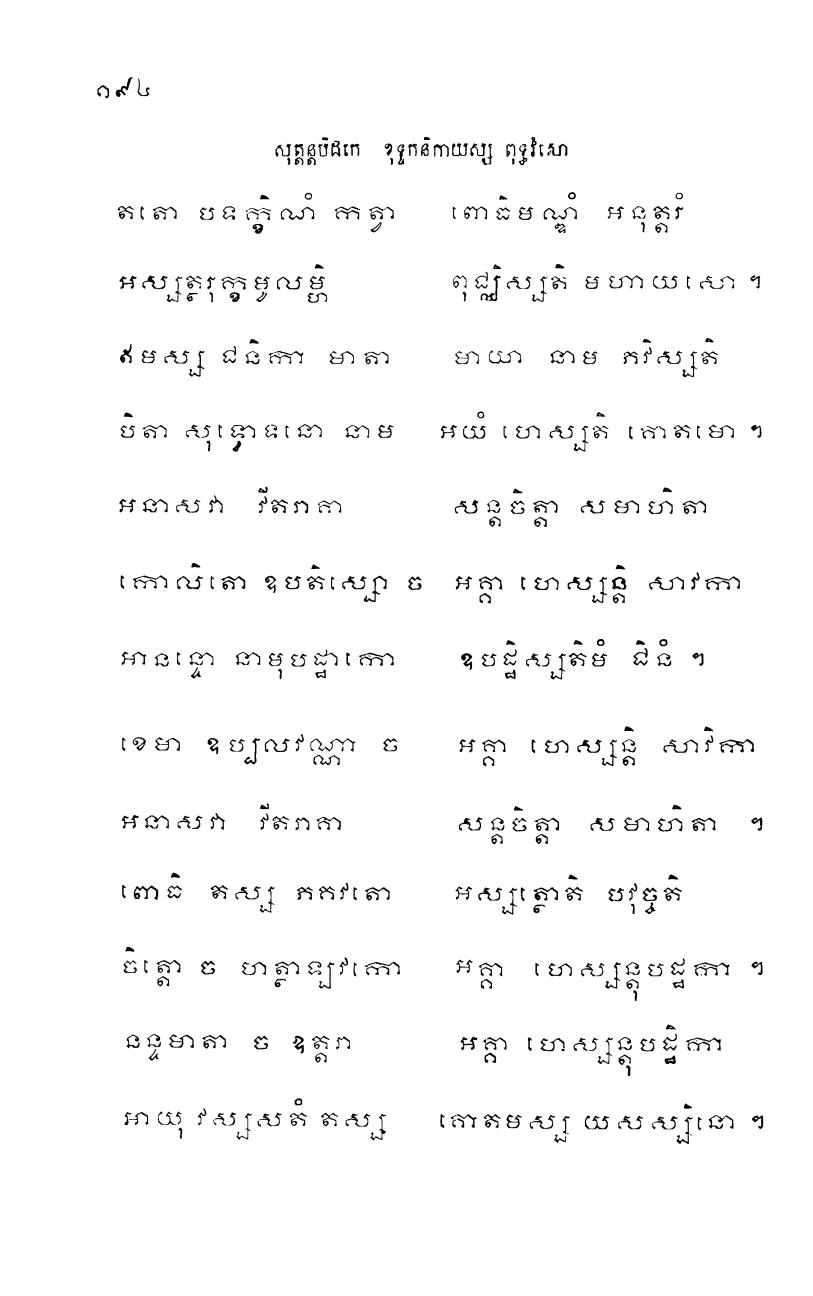 ១៩៤
សុត្តន្តបិដកេ ខុទ្ទកនិកាយស្ស ពុទ្ធវំសោ
តតោ បទក្ខិណំ កត្វា ពោធិមណ្ឌំ អនុត្តរំ
អស្សត្ថរុក្ខមូលម្ហិ ពុជ្ឈិស្សតិ មហាយសោ ។
ឥមស្ស ជនិកា មាតា មាយា នាម ភវិស្សតិ
បិតា សុទ្ធោទនោ នាម អយំ ហេស្សតិ គោតមោ ។
អនាសវា វីតរាគា សន្តចិត្តា សមាហិតា
កោលិតោ ឧបតិស្សោ ច អគ្គា ហេស្សន្តិ សាវកា
អានន្ទោ នាមុបដ្ឋាកោ ឧបដ្ឋិស្សតិមំ ជិនំ ។
ខេមា ឧប្បលវណ្ណា ច អគ្គា ហេស្សន្តិ សាវិកា
អនាសវា វីតរាគា សន្តចិត្តា សមាហិតា ។
ពោធិ តស្ស ភគវតោ អស្សត្ថោតិ បវុច្ចតិ
ចិត្តោ ច ហត្ថាឡវកោ អគ្គា ហេស្សន្តុបដ្ឋកា ។
នន្ទមាតា ច ឧត្តរា អគ្គា ហេស្សន្តុបដ្ឋិកា
អាយុ វស្សសតំ តស្ស គោតមស្ស យសស្សិនោ ។